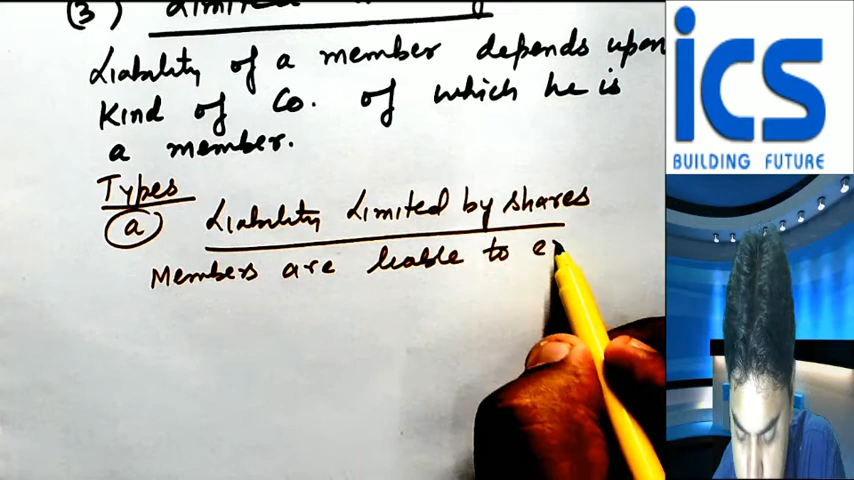 (3) Limited
Liability of a member depends upon
Kind of Co. of which he is
a member.
Types
(a) Liability Limited by shares
Members are liable to e
ics
BUILDING FUTURE